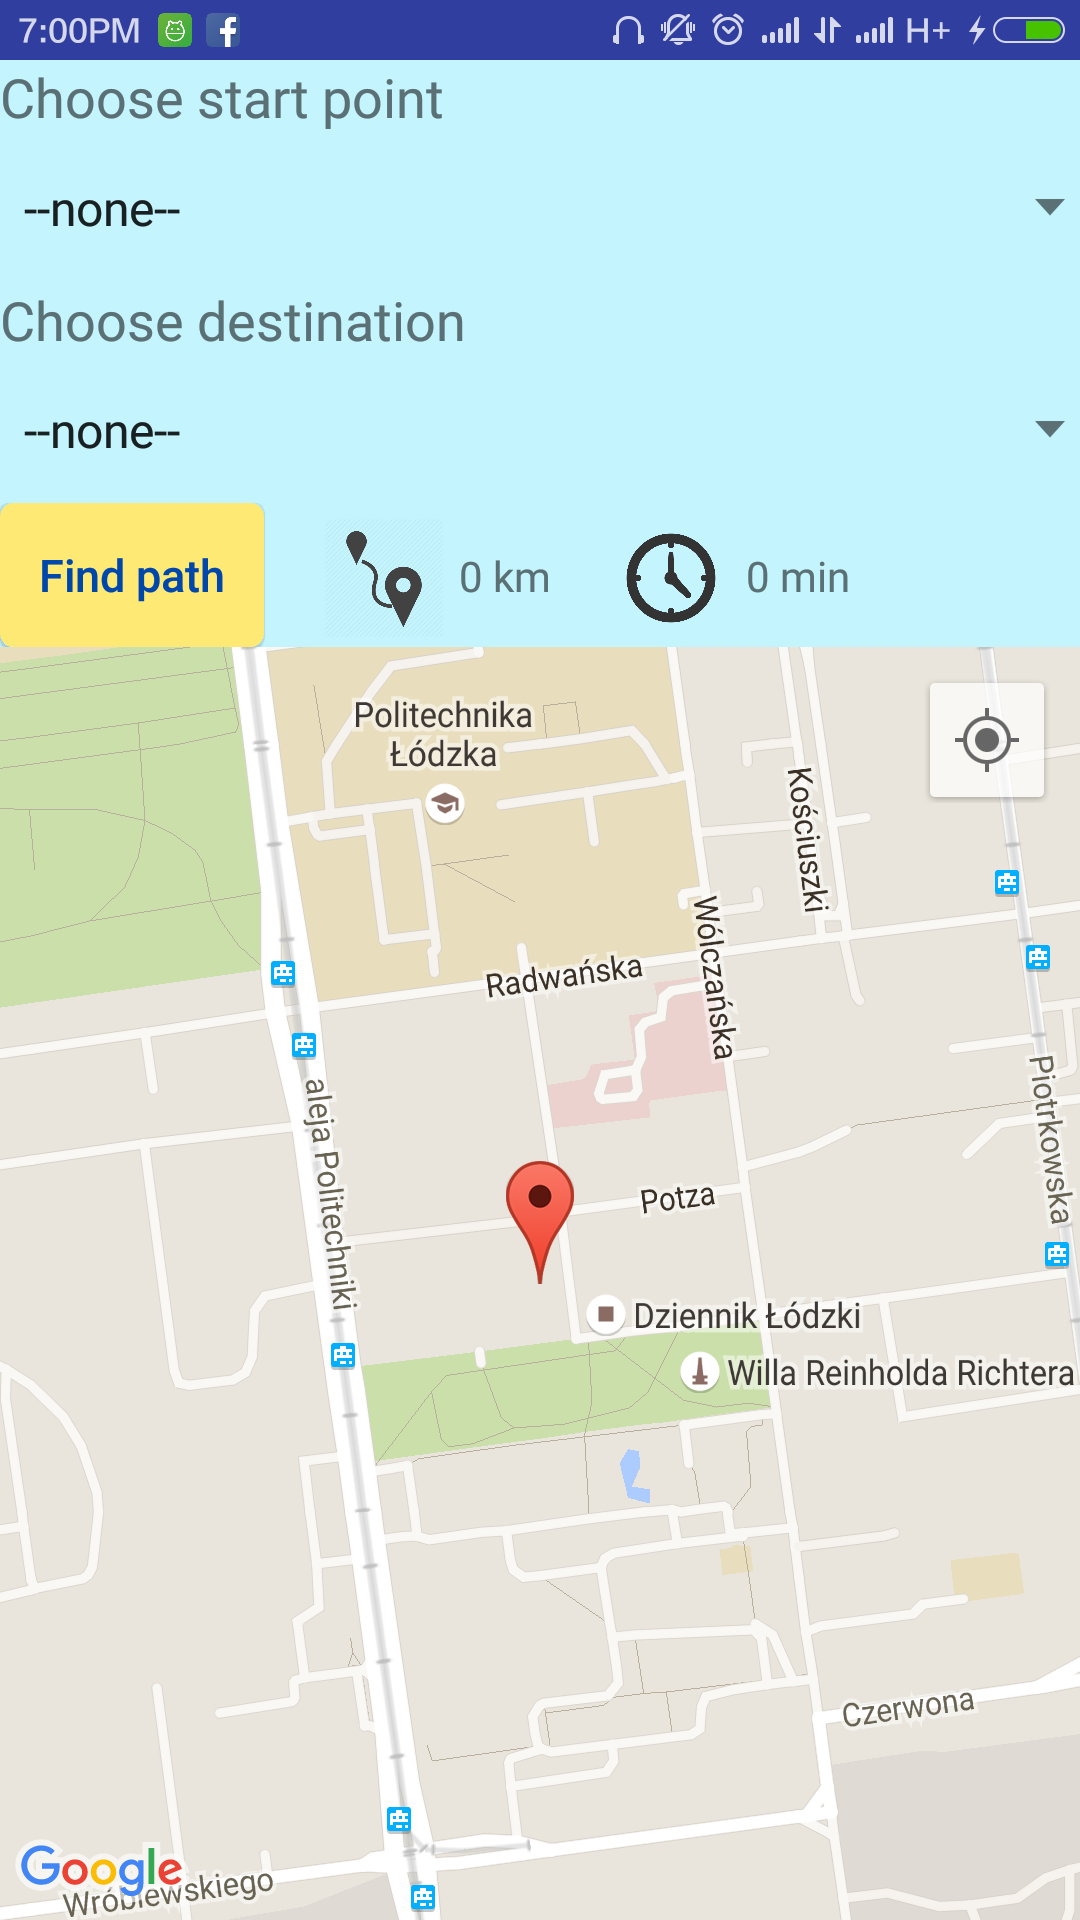 7:00PM
H+
Choose start point
--none--
Choose destination
--none--
Find path
0 km
0 min
Politechnika
Łódzka
Kościuszki
Wólczańska
Radwańska
Piotrkowska
aleja Politechniki
Potza
Dziennik Łódzki
Willa Reinholda Richtera
Czerwona
Google
Wróblewskiego